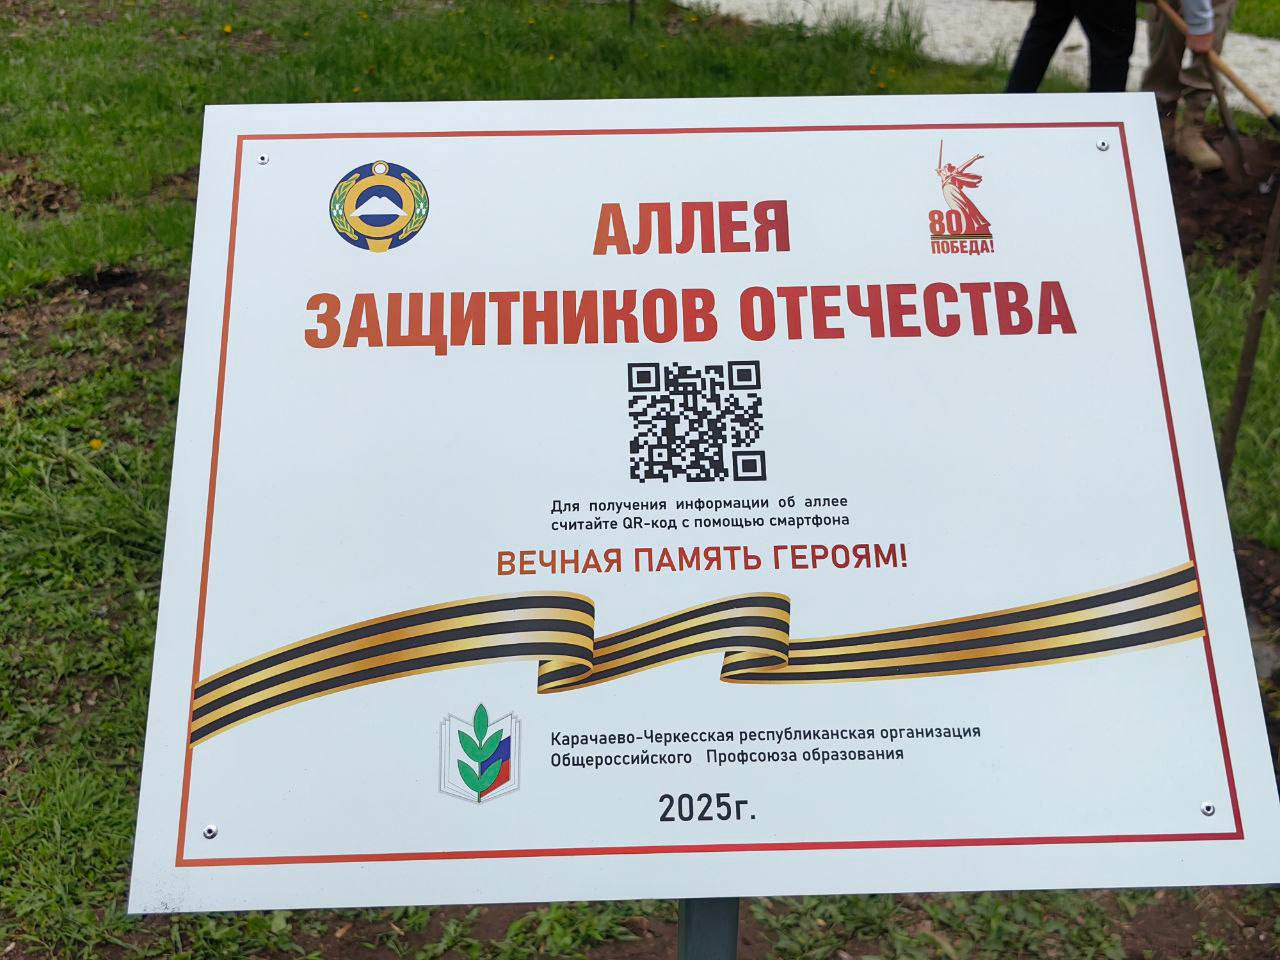 АЛЛЕЯ
80
ПОБЕДА!
ЗАЩИТНИКОВ ОТЕЧЕСТВА
Для получения информации об аллее
считайте QR-код с помощью смартфона
ВЕЧНАЯ ПАМЯТЬ ГЕРОЯМ!
Карачаево-Черкесская республиканская организация
Общероссийского Профсоюза образования
2025г.